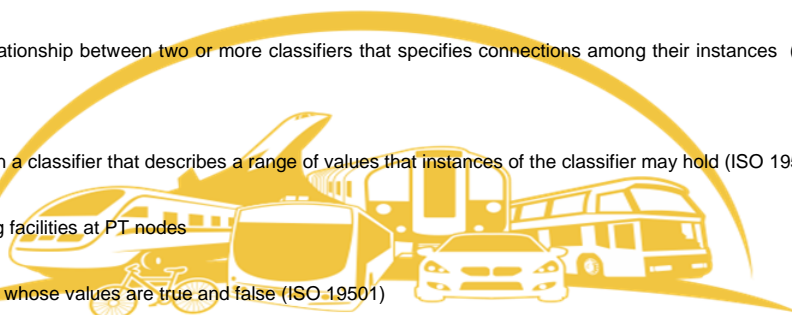 ationship between two or more classifiers that specifies connections among their instances (
n a classifier that describes a range of values that instances of the classifier may hold (ISO 195
g facilities at PT nodes
whose values are true and false (ISO 19501)